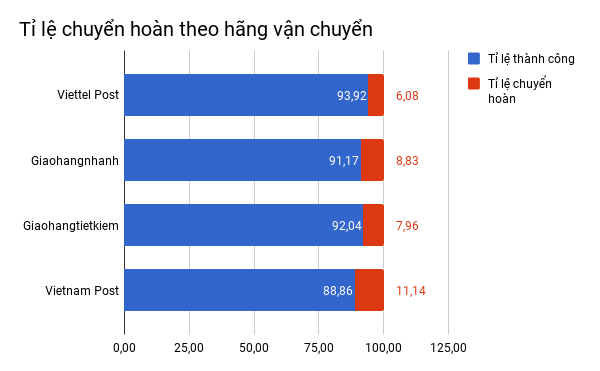 Tỉ lệ chuyển hoàn theo hãng vận chuyển
Tỉ lệ thành công
Tỉ lệ chuyển
hoàn
Viettel Post 93,92 6,08
Giaohangnhanh 91,17 8,83
Giaohangtietkiem 92,04 7,96
Vietnam Post 88,86 11,14
0,00 25,00 50,00 75,00 100,00 125,00